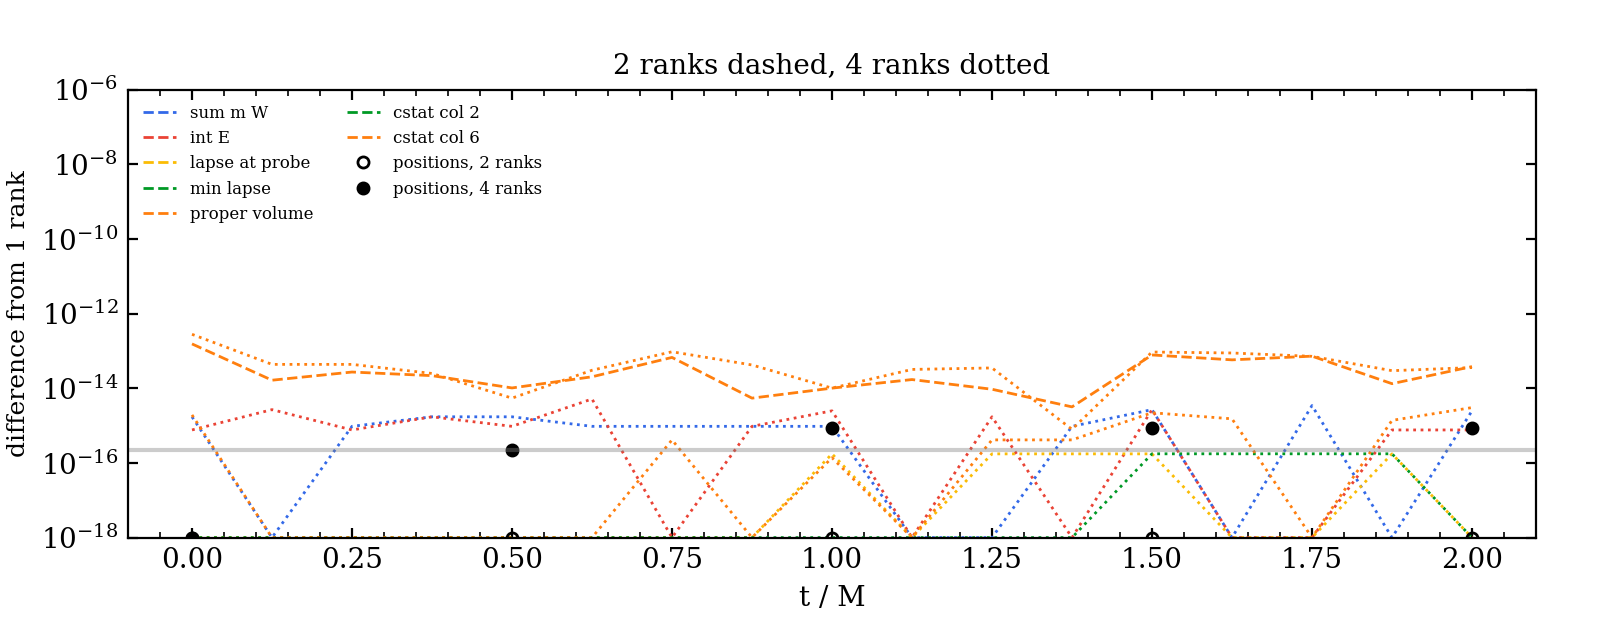 2 ranks dashed, 4 ranks dotted
difference from 1 rank
10⁻⁶
10⁻⁸
10⁻¹⁰
10⁻¹²
10⁻¹⁴
10⁻¹⁶
10⁻¹⁸
sum m W
int E
lapse at probe
min lapse
proper volume
cstat col 2
cstat col 6
positions, 2 ranks
positions, 4 ranks
0.00 0.25 0.50 0.75 1.00 1.25 1.50 1.75 2.00
t / M